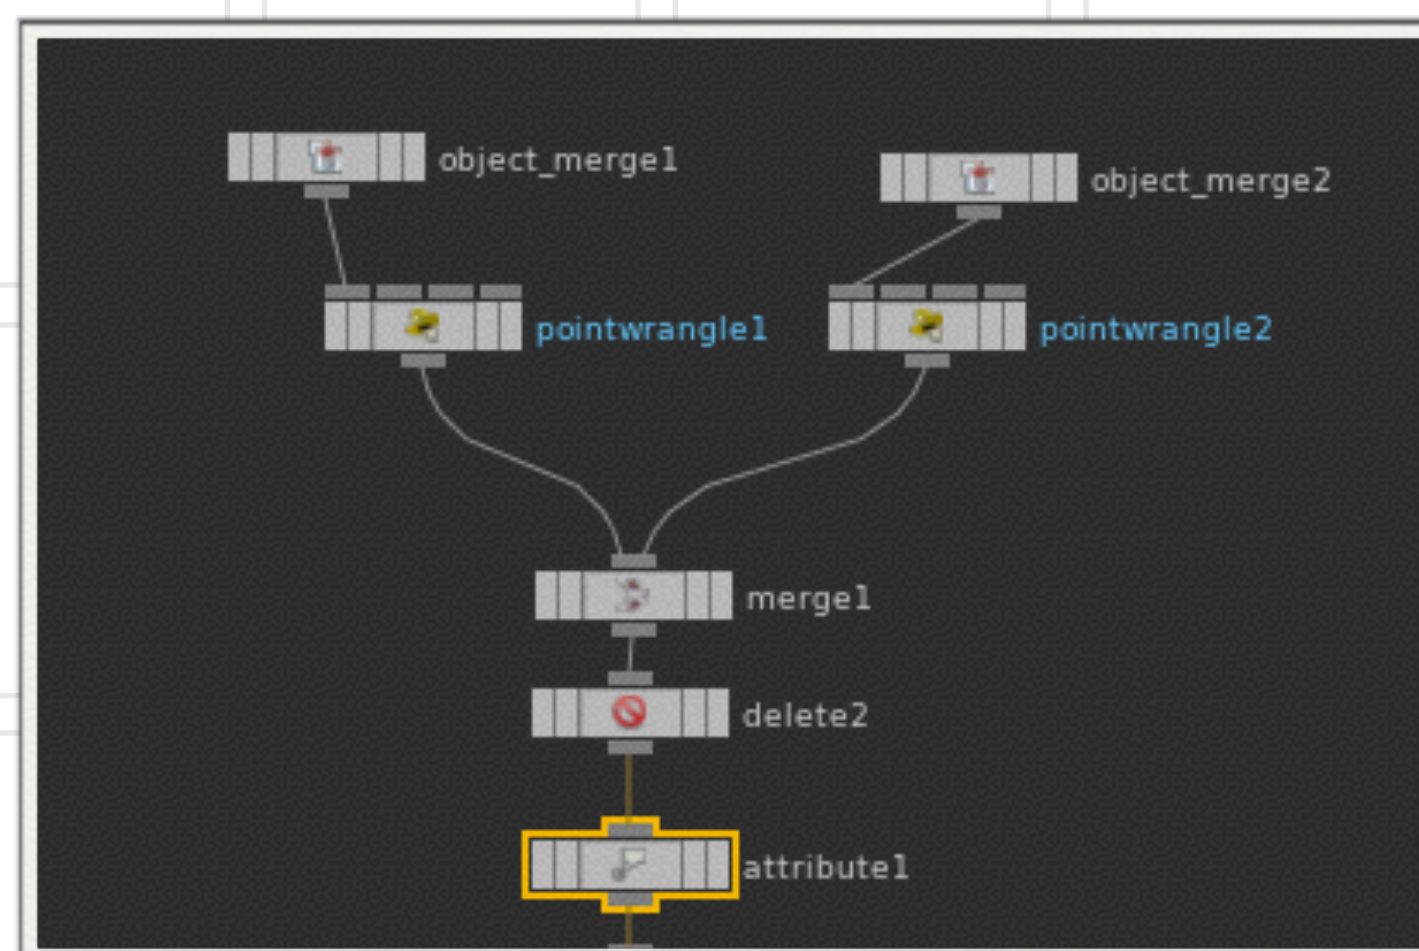 object_merge1
object_merge2
pointwrangle1
pointwrangle2
merge1
delete2
attribute1